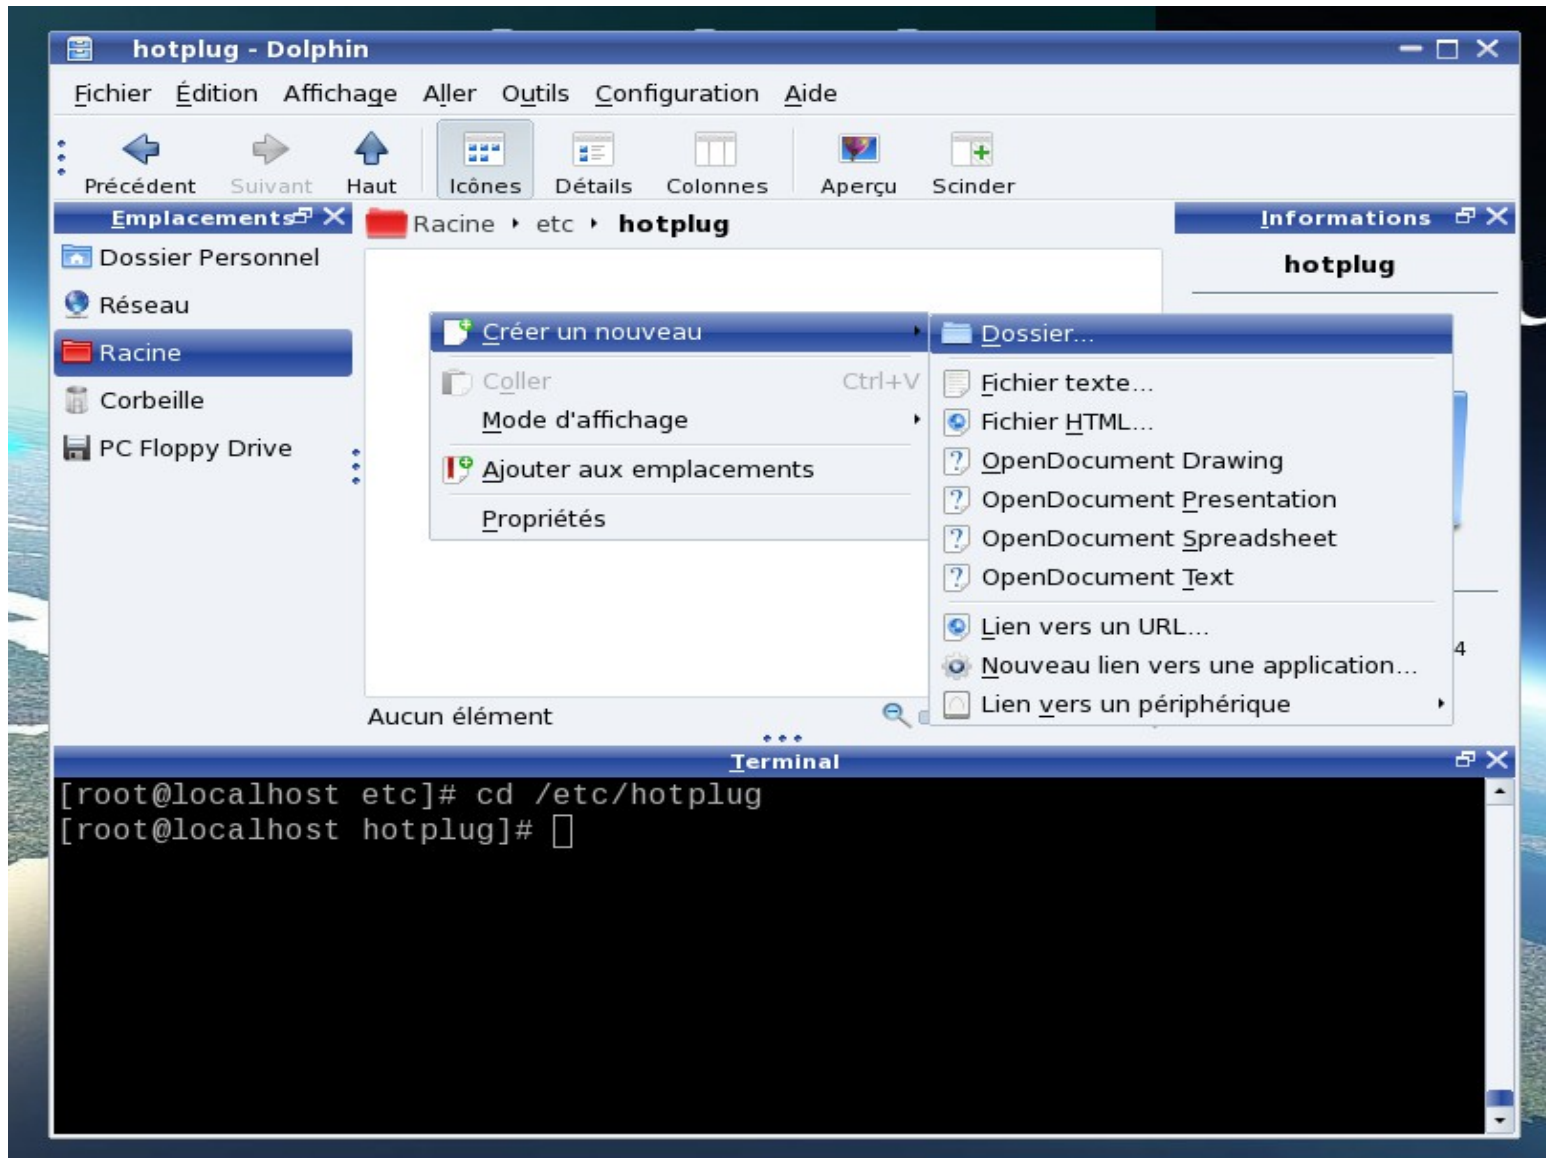 hotplug - Dolphin
Fichier Édition Affichage Aller Outils Configuration Aide
Précédent Suivant Haut Icônes Détails Colonnes Aperçu Scinder
Emplacements
Racine etc hotplug
Informations
Dossier Personnel
Réseau
Racine
Corbeille
PC Floppy Drive
hotplug
Créer un nouveau
Coller Ctrl+V
Mode d'affichage
Ajouter aux emplacements
Propriétés
Dossier...
Fichier texte...
Fichier HTML...
OpenDocument Drawing
OpenDocument Presentation
OpenDocument Spreadsheet
OpenDocument Text
Lien vers un URL...
Nouveau lien vers une application...
Lien vers un périphérique
4
Aucun élément
Terminal
[root@localhost etc]# cd /etc/hotplug
[root@localhost hotplug]#